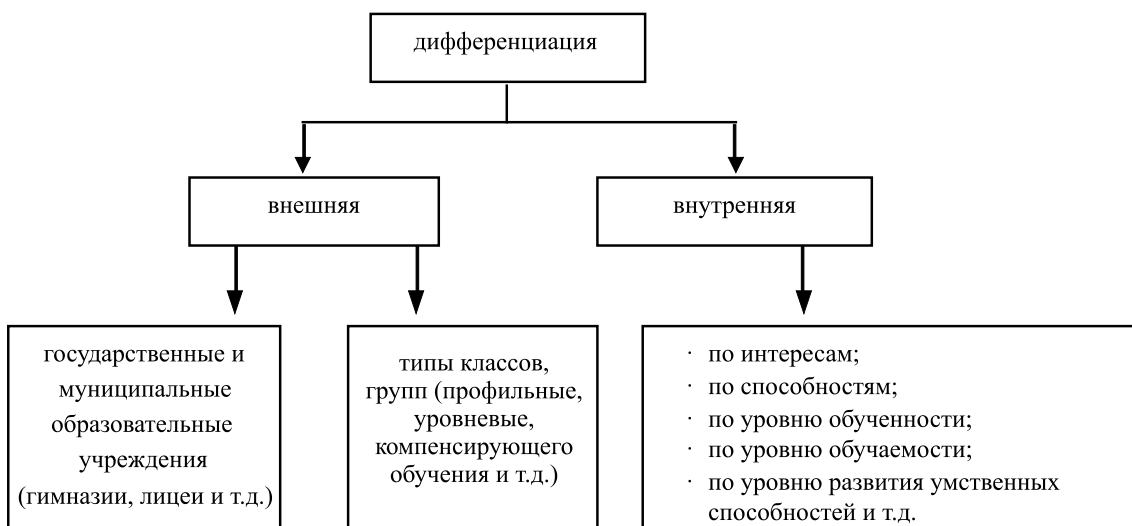 дифференциация
внешняя
внутренняя
государственные и
муниципальные
образовательные
учреждения
(гимназии, лицеи и т.д.)
типы классов,
групп (профильные,
уровневые,
компенсирующего
обучения и т.д.)
· по интересам;
· по способностям;
· по уровню обученности;
· по уровню обучаемости;
· по уровню развития умственных
способностей и т.д.